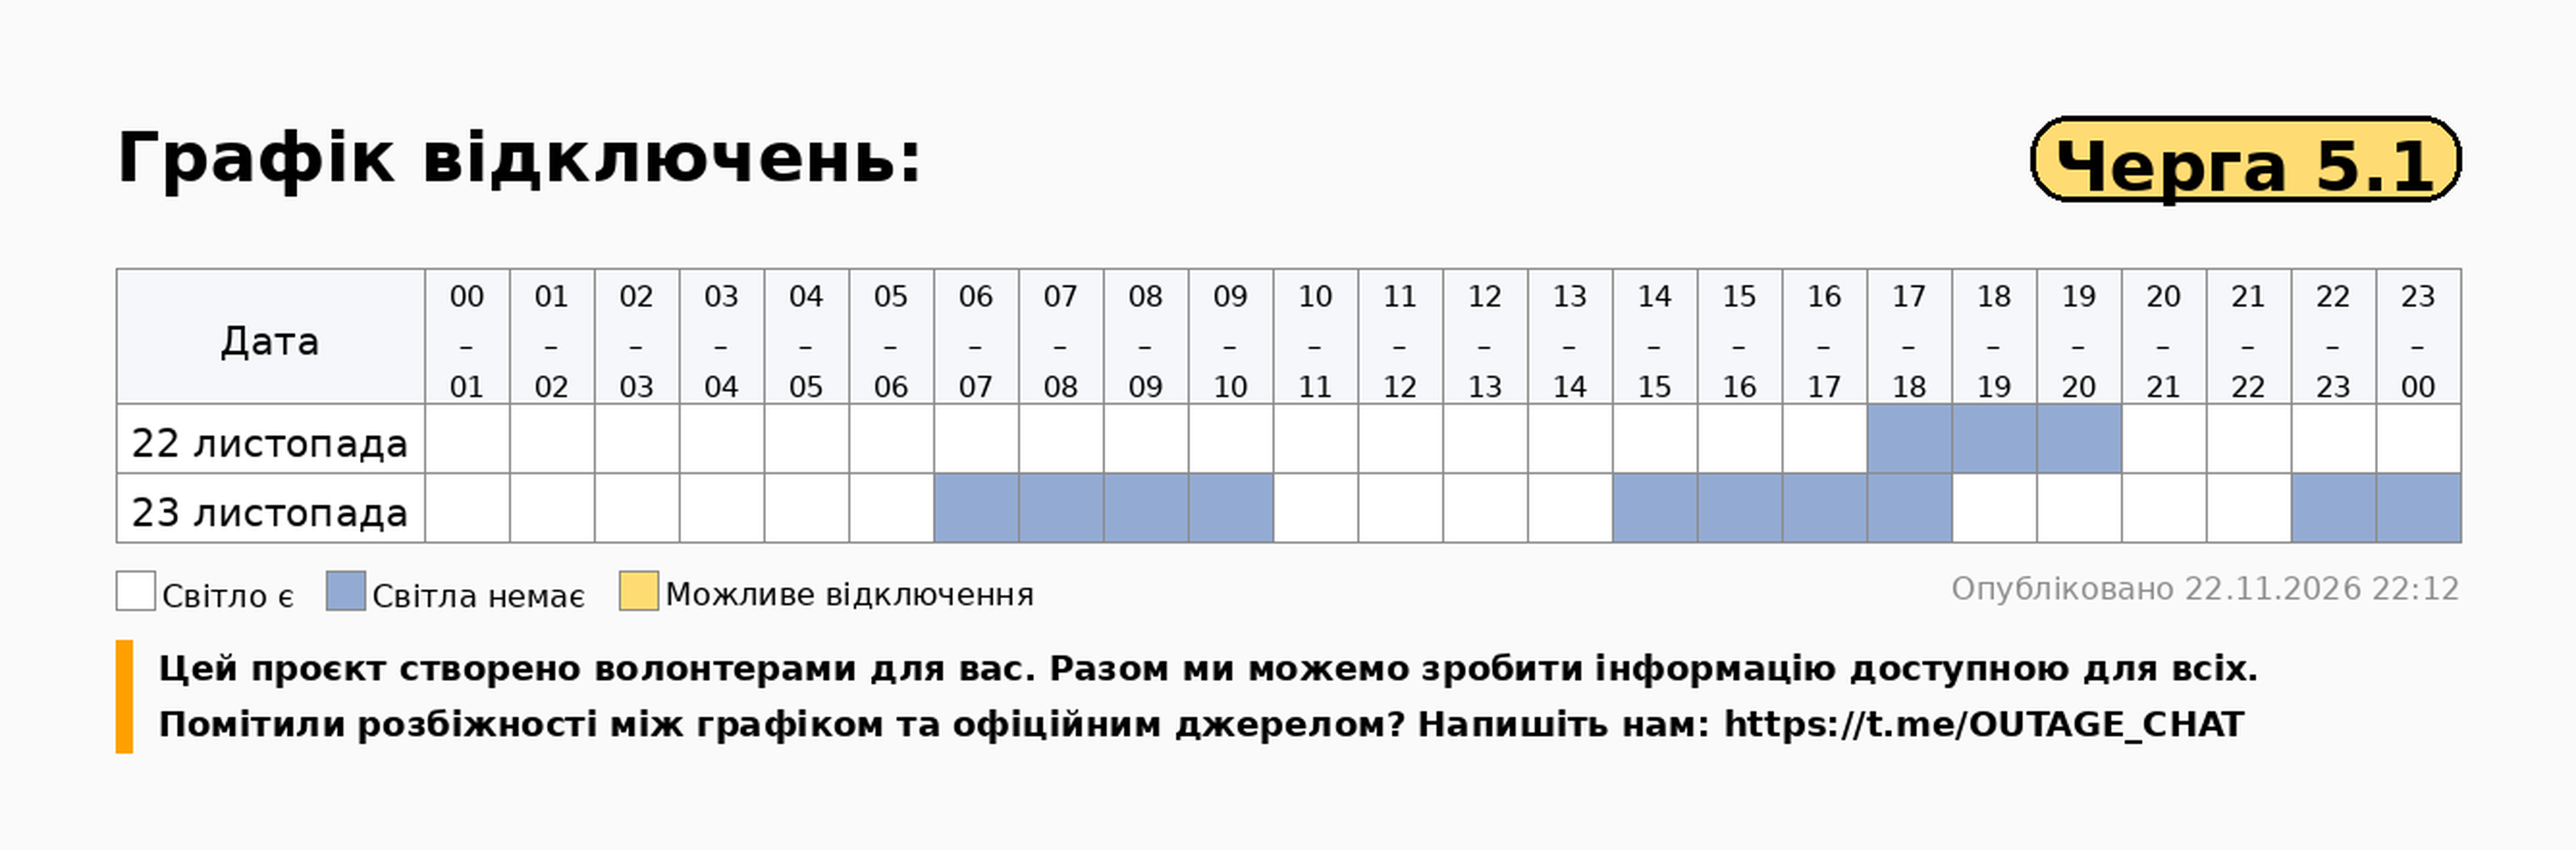 Графік відключень:
Черга 5.1
Дата 00 – 01 01 – 02 02 – 03 03 – 04 04 – 05 05 – 06 06 – 07 07 – 08 08 – 09 09 – 10 10 – 11 11 – 12 12 – 13 13 – 14 14 – 15 15 – 16 16 – 17 17 – 18 18 – 19 19 – 20 20 – 21 21 – 22 22 – 23 23 – 00
22 листопада
23 листопада
Світло є Світла немає Можливе відключення
Опубліковано 22.11.2026 22:12
Цей проєкт створено волонтерами для вас. Разом ми можемо зробити інформацію доступною для всіх.
Помітили розбіжності між графіком та офіційним джерелом? Напишіть нам: https://t.me/OUTAGE_CHAT